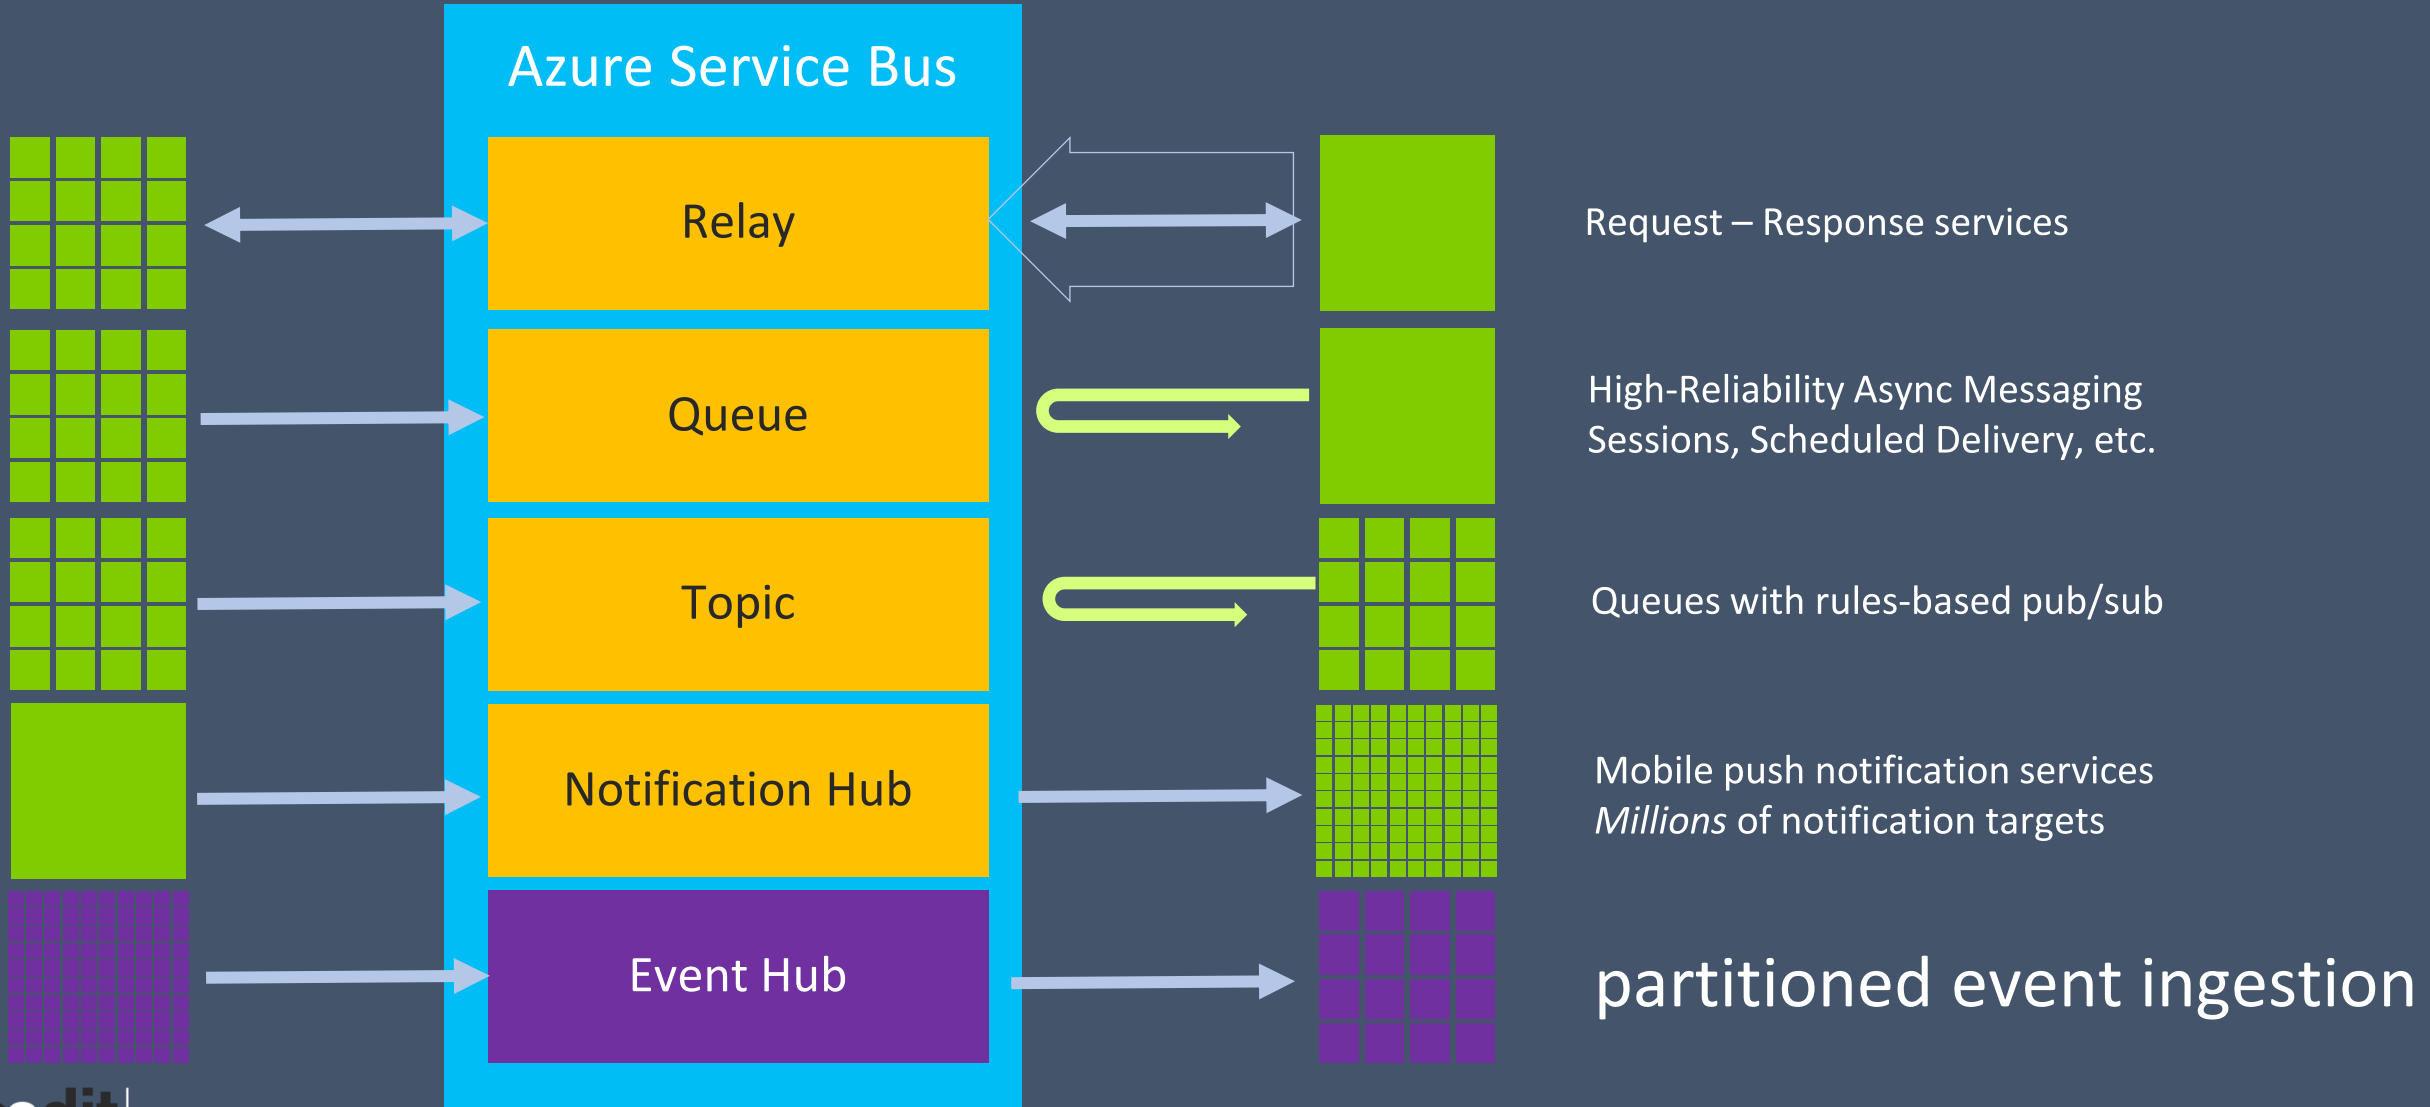 Azure Service Bus
Relay
Request – Response services
Queue
High-Reliability Async Messaging
Sessions, Scheduled Delivery, etc.
Topic
Queues with rules-based pub/sub
Notification Hub
Mobile push notification services
Millions of notification targets
Event Hub
partitioned event ingestion